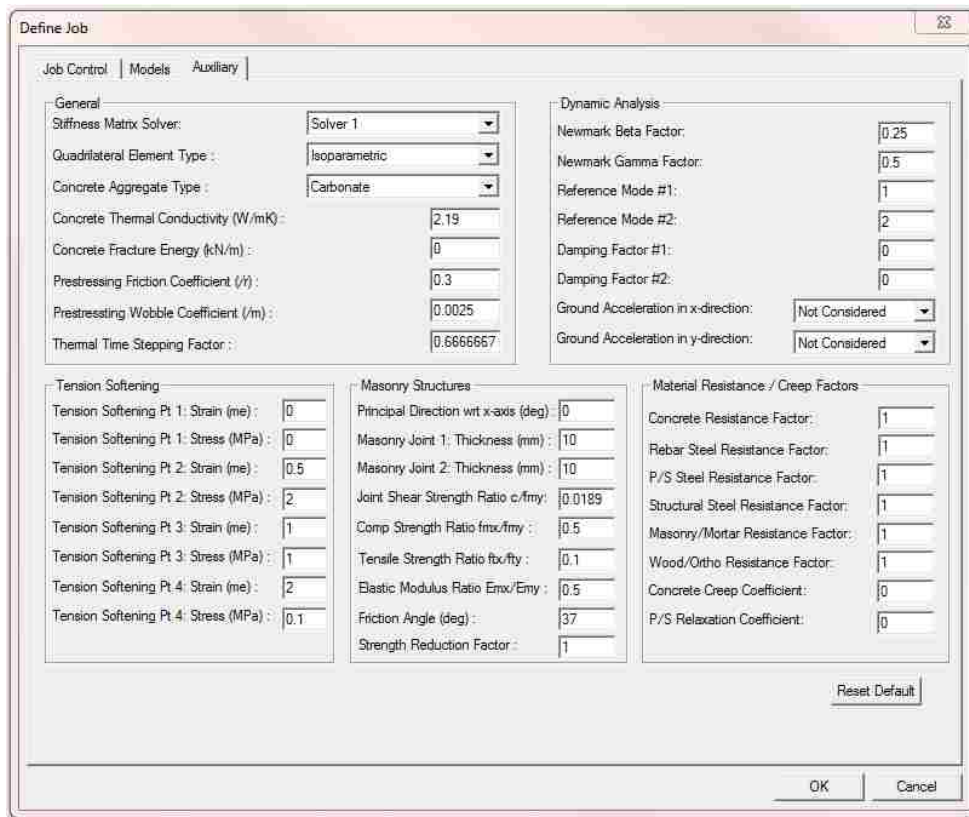 Define Job
Job Control
Models
Auxiliary
General
Stiffness Matrix Solver: Solver 1
Quadrilateral Element Type : Isoparametric
Concrete Aggregate Type : Carbonate
Concrete Thermal Conductivity (W/mK) : 2.19
Concrete Fracture Energy (kN/m) : 0
Prestressing Friction Coefficient (/r) : 0.3
Prestressting Wobble Coefficient (/m) : 0.0025
Thermal Time Stepping Factor : 0.6666667
Dynamic Analysis
Newmark Beta Factor: 0.25
Newmark Gamma Factor: 0.5
Reference Mode #1: 1
Reference Mode #2: 2
Damping Factor #1: 0
Damping Factor #2: 0
Ground Acceleration in x-direction: Not Considered
Ground Acceleration in y-direction: Not Considered
Tension Softening
Tension Softening Pt 1: Strain (me) : 0
Tension Softening Pt 1: Stress (MPa) : 0
Tension Softening Pt 2: Strain (me) : 0.5
Tension Softening Pt 2: Stress (MPa) : 2
Tension Softening Pt 3: Strain (me) : 1
Tension Softening Pt 3: Stress (MPa) : 1
Tension Softening Pt 4: Strain (me) : 2
Tension Softening Pt 4: Stress (MPa) : 0.1
Masonry Structures
Principal Direction wrt x-axis (deg) : 0
Masonry Joint 1: Thickness (mm) : 10
Masonry Joint 2: Thickness (mm) : 10
Joint Shear Strength Ratio c/fmy: 0.0189
Comp Strength Ratio fmx/fmy : 0.5
Tensile Strength Ratio ftx/fty : 0.1
Elastic Modulus Ratio Emx/Emy : 0.5
Friction Angle (deg) : 37
Strength Reduction Factor : 1
Material Resistance / Creep Factors
Concrete Resistance Factor: 1
Rebar Steel Resistance Factor: 1
P/S Steel Resistance Factor: 1
Structural Steel Resistance Factor: 1
Masonry/Mortar Resistance Factor: 1
Wood/Ortho Resistance Factor: 1
Concrete Creep Coefficient: 0
P/S Relaxation Coefficient: 0
Reset Default
OK
Cancel